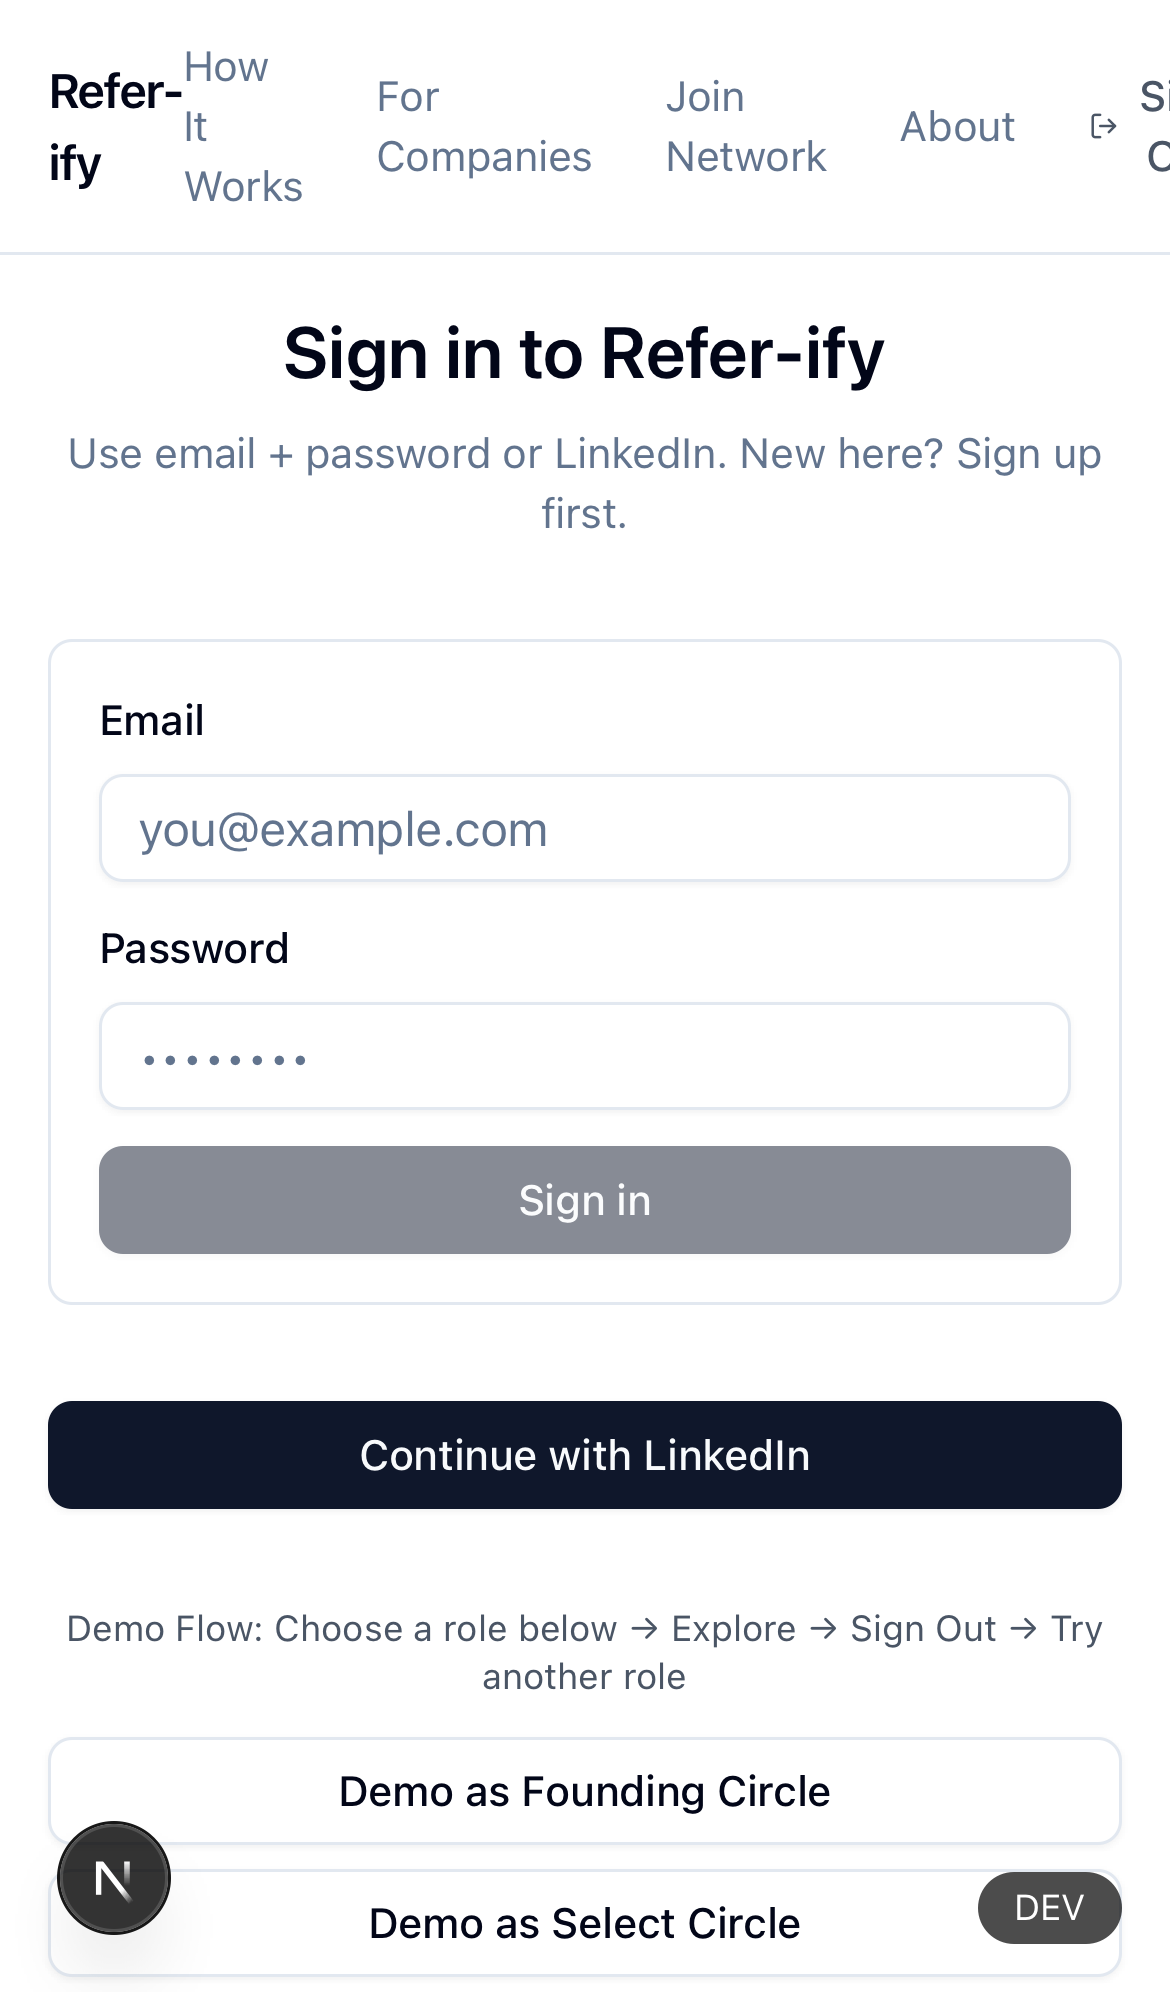 Refer-
ify
How
It
Works
For
Companies
Join
Network
About
Sign in to Refer-ify
Use email + password or LinkedIn. New here? Sign up
first.
Email
you@example.com
Password
••••••••
Sign in
Continue with LinkedIn
Demo Flow: Choose a role below → Explore → Sign Out → Try
another role
Demo as Founding Circle
N
Demo as Select Circle
DEV